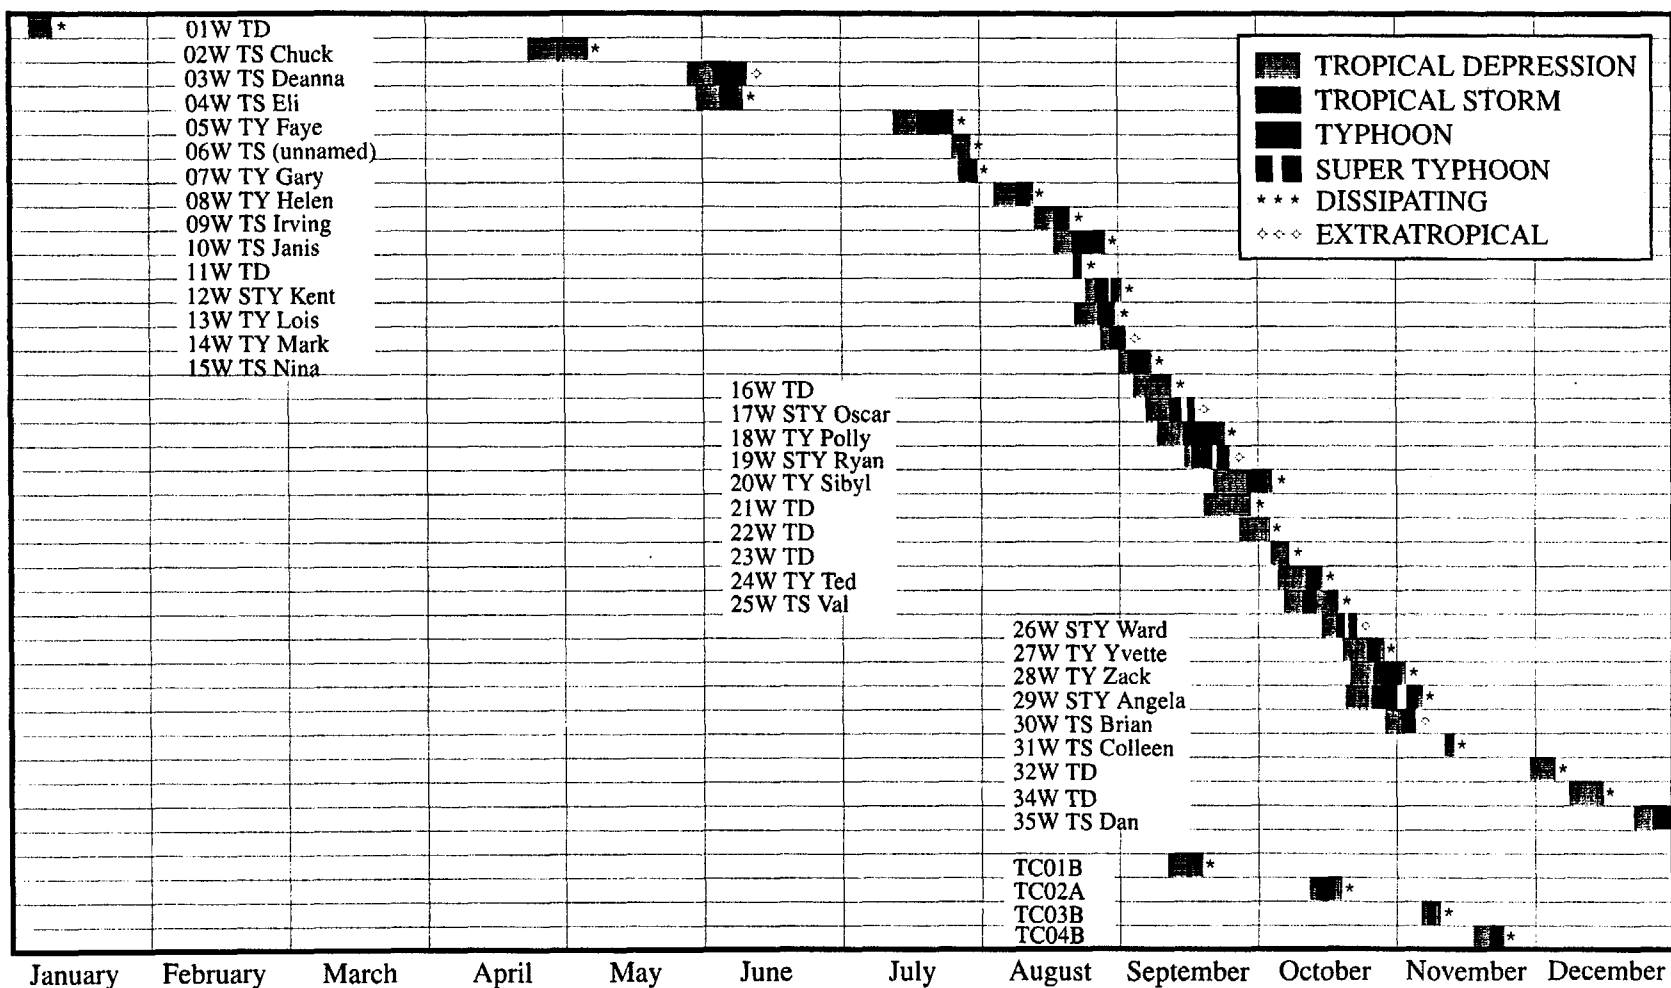 01W TD
02W TS Chuck
03W TS Deanna
04W TS Eli
05W TY Faye
06W TS (unnamed)
07W TY Gary
08W TY Helen
09W TS Irving
10W TS Janis
11W TD
12W STY Kent
13W TY Lois
14W TY Mark
15W TS Nina
TROPICAL DEPRESSION
TROPICAL STORM
TYPHOON
SUPER TYPHOON
* * * DISSIPATING
◇◇◇ EXTRATROPICAL
16W TD
17W STY Oscar
18W TY Polly
19W STY Ryan
20W TY Sibyl
21W TD
22W TD
23W TD
24W TY Ted
25W TS Val
26W STY Ward
27W TY Yvette
28W TY Zack
29W STY Angela
30W TS Brian
31W TS Colleen
32W TD
34W TD
35W TS Dan
TC01B
TC02A
TC03B
TC04B
January February March April May June July August September October November December